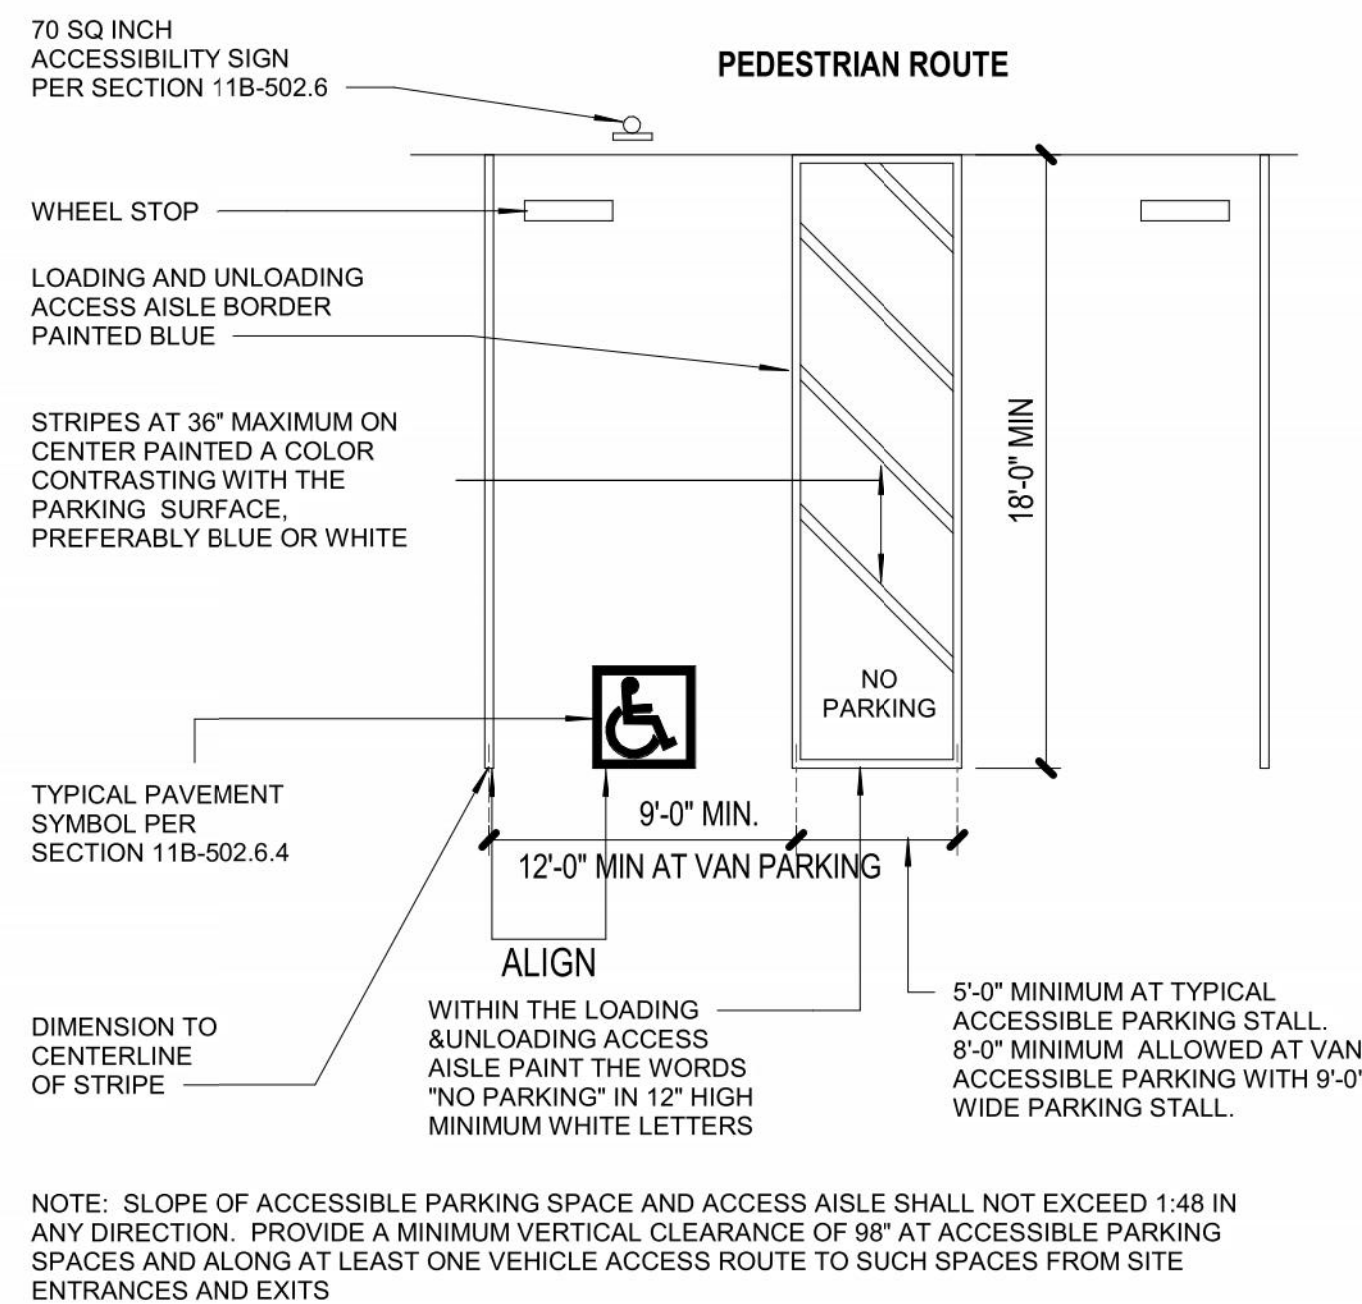 70 SQ INCH
ACCESSIBILITY SIGN
PER SECTION 11B-502.6
PEDESTRIAN ROUTE
WHEEL STOP
LOADING AND UNLOADING
ACCESS AISLE BORDER
PAINTED BLUE
STRIPES AT 36" MAXIMUM ON
CENTER PAINTED A COLOR
CONTRASTING WITH THE
PARKING SURFACE,
PREFERABLY BLUE OR WHITE
18'-0" MIN
NO
PARKING
TYPICAL PAVEMENT
SYMBOL PER
SECTION 11B-502.6.4
9'-0" MIN.
12'-0" MIN AT VAN PARKING
ALIGN
DIMENSION TO
CENTERLINE
OF STRIPE
WITHIN THE LOADING
&UNLOADING ACCESS
AISLE PAINT THE WORDS
"NO PARKING" IN 12" HIGH
MINIMUM WHITE LETTERS
5'-0" MINIMUM AT TYPICAL
ACCESSIBLE PARKING STALL.
8'-0" MINIMUM ALLOWED AT VAN
ACCESSIBLE PARKING WITH 9'-0"
WIDE PARKING STALL.
NOTE: SLOPE OF ACCESSIBLE PARKING SPACE AND ACCESS AISLE SHALL NOT EXCEED 1:48 IN
ANY DIRECTION. PROVIDE A MINIMUM VERTICAL CLEARANCE OF 98" AT ACCESSIBLE PARKING
SPACES AND ALONG AT LEAST ONE VEHICLE ACCESS ROUTE TO SUCH SPACES FROM SITE
ENTRANCES AND EXITS